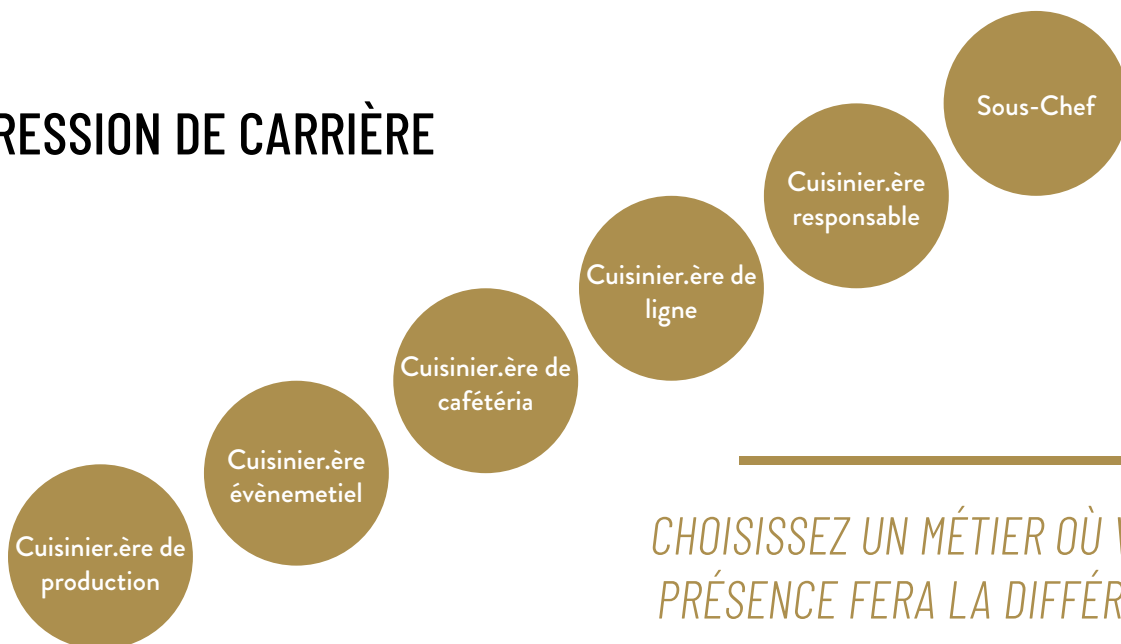 RESSION DE CARRIÈRE
Sous-Chef
Cuisinier.ère
responsable
Cuisinier.ère de
ligne
Cuisinier.ère de
cafétéria
Cuisinier.ère
évènemetiel
Cuisinier.ère de
production
CHOISISSEZ UN MÉTIER OÙ V
PRÉSENCE FERA LA DIFFÉR